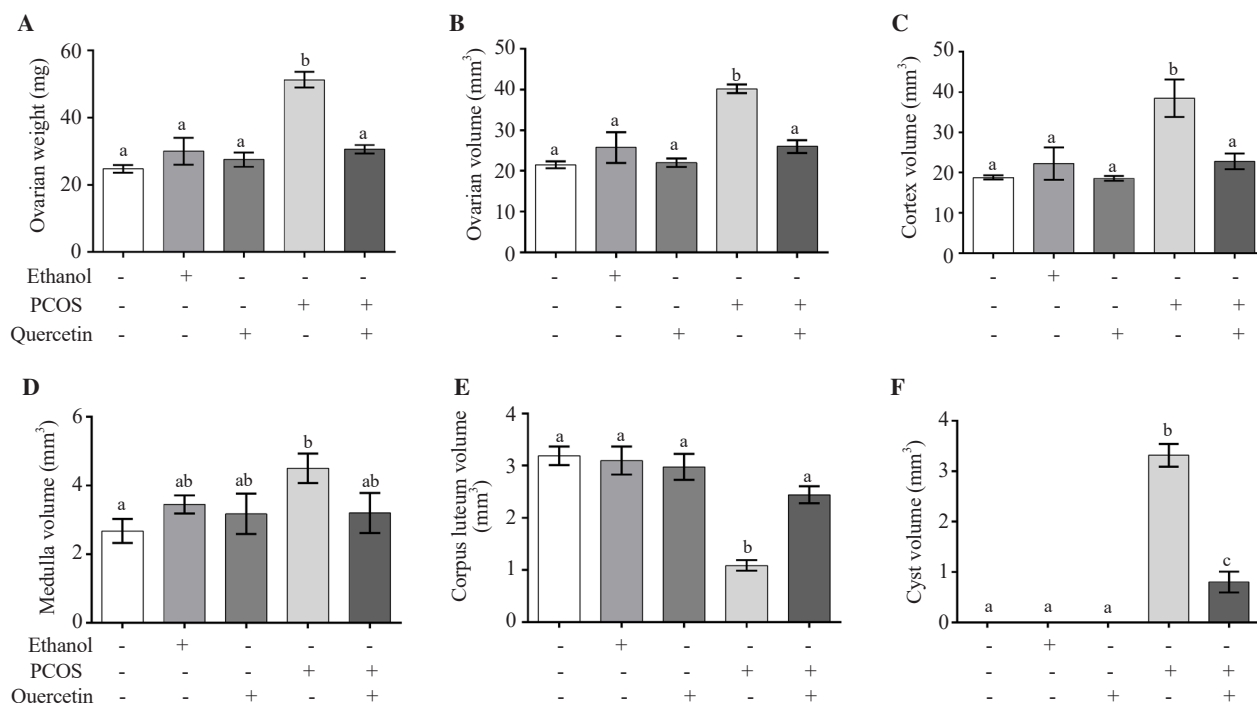 A
Ovarian weight (mg)
60
40
20
0
a
a
a
b
a
Ethanol - + - - -
PCOS - - - + +
Quercetin - - + - +
B
Ovarian volume (mm³)
50
40
30
20
10
0
a
a
a
b
a
- + - - -
- - - + +
- - + - +
C
Cortex volume (mm³)
50
40
30
20
10
0
a
a
a
b
a
- + - - -
- - - + +
- - + - +
D
Medulla volume (mm³)
6
4
2
0
a
ab
ab
b
ab
Ethanol - + - - -
PCOS - - - + +
Quercetin - - + - +
E
Corpus luteum volume
(mm³)
4
3
2
1
0
a
a
a
b
a
- + - - -
- - - + +
- - + - +
F
Cyst volume (mm³)
4
3
2
1
0
a
a
a
b
c
- + - - -
- - - + +
- - + - +